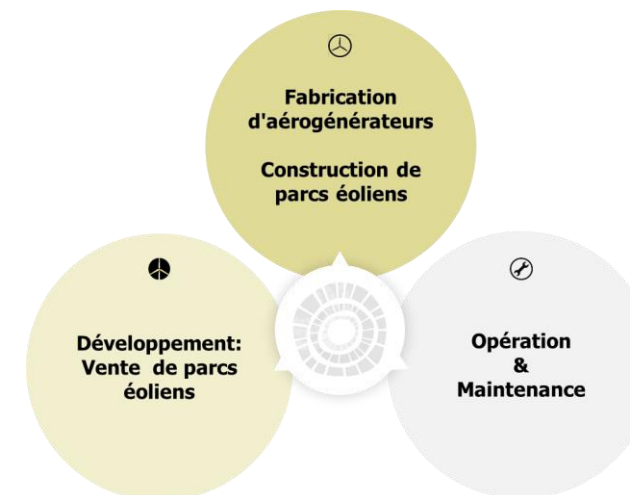 Fabrication
d'aérogénérateurs
Construction de
parcs éoliens
Développement:
Vente de parcs
éoliens
Opération
&
Maintenance